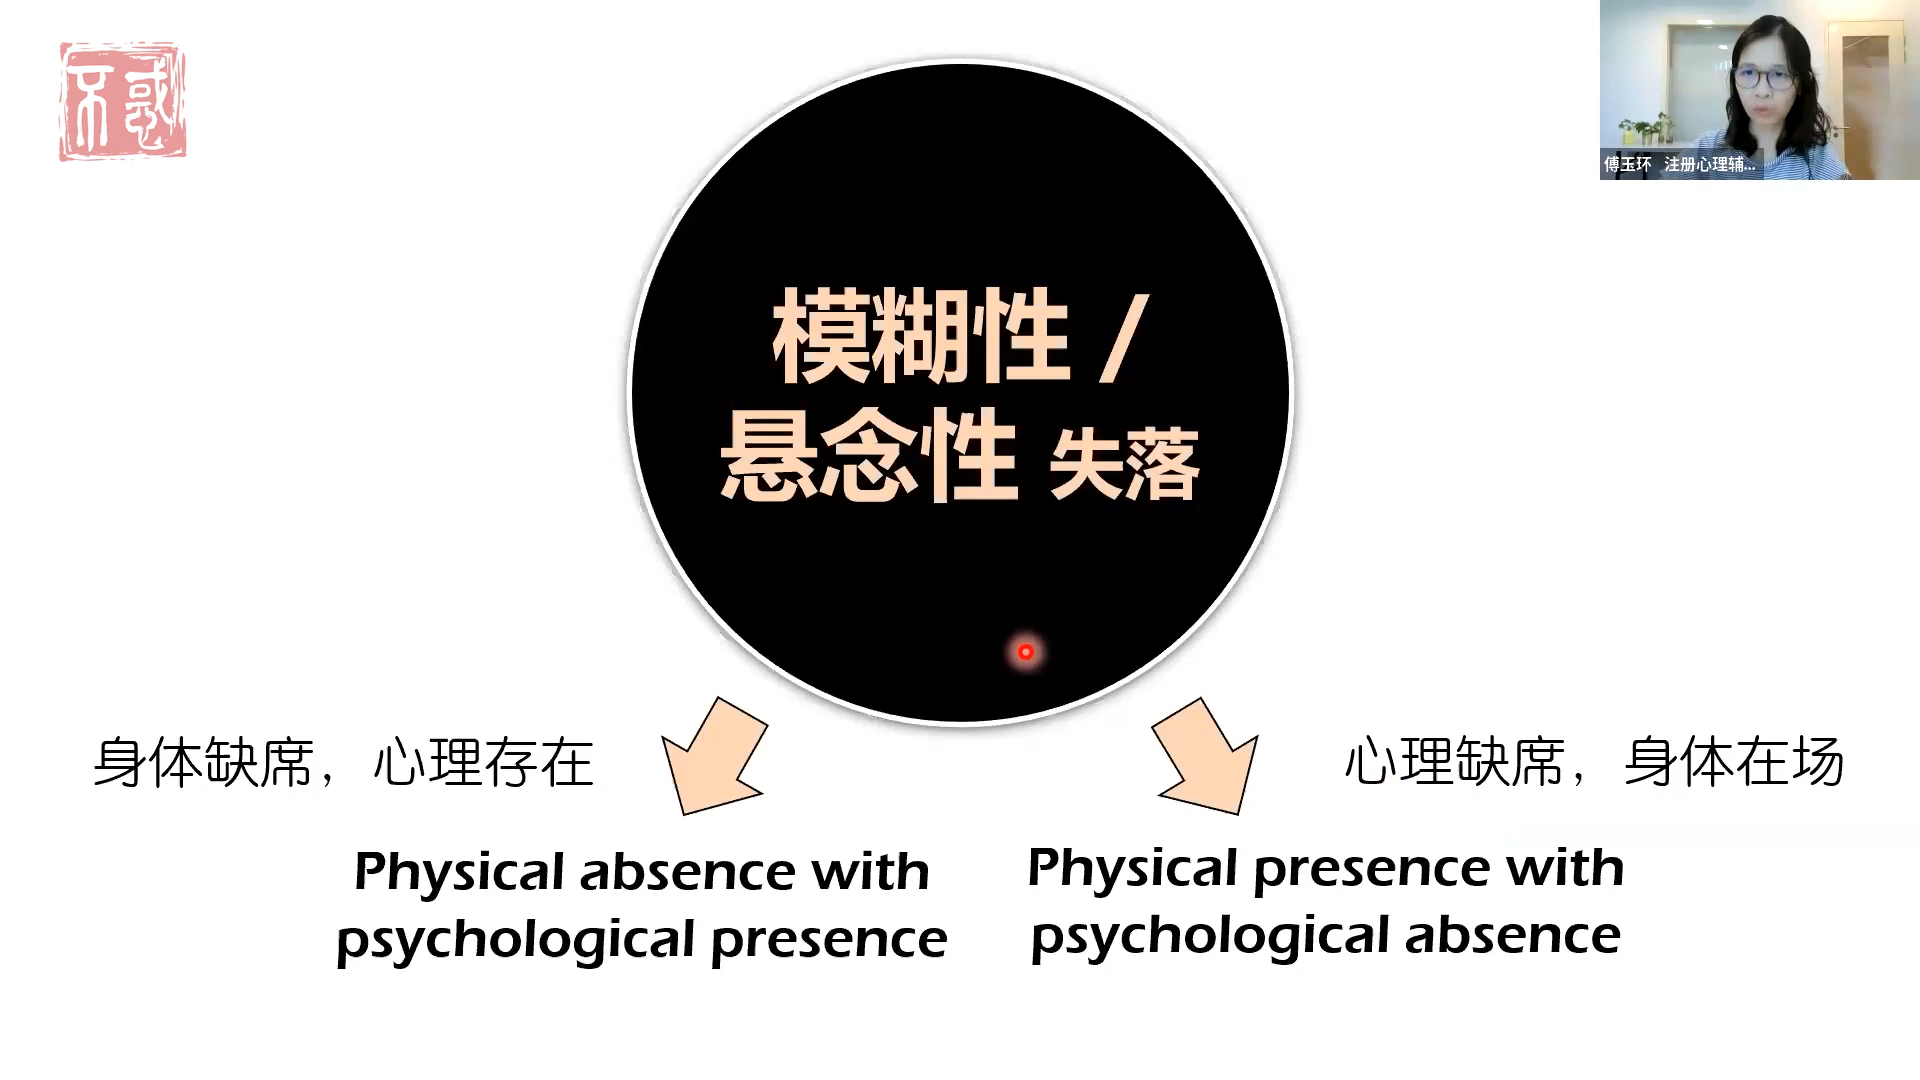 不惑
傅玉环 注册心理辅...
模糊性 /
悬念性 失落
身体缺席，心理存在
心理缺席，身体在场
Physical absence with
psychological presence
Physical presence with
psychological absence